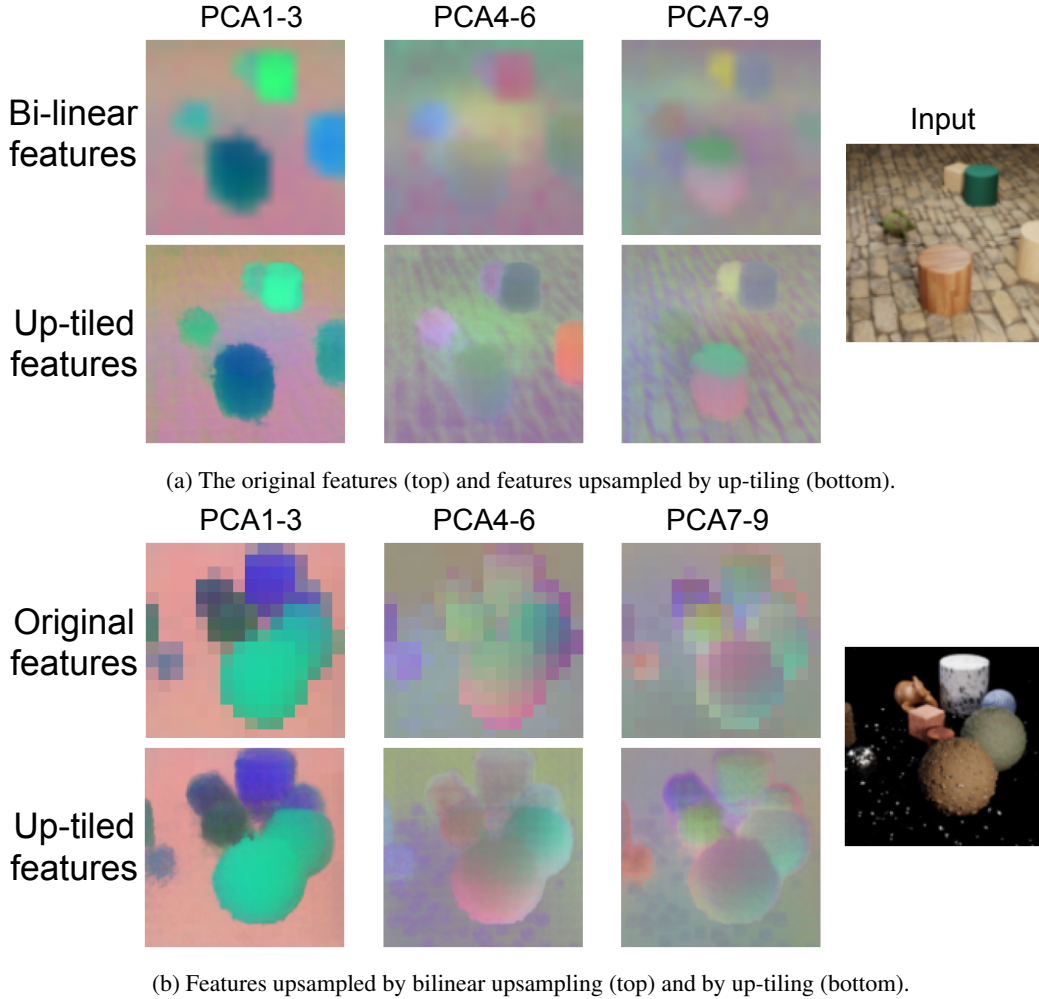 PCA1-3 PCA4-6 PCA7-9
Bi-linear
features
Input
Up-tiled
features
(a) The original features (top) and features upsampled by up-tiling (bottom).
PCA1-3 PCA4-6 PCA7-9
Original
features
Up-tiled
features
(b) Features upsampled by bilinear upsampling (top) and by up-tiling (bottom).